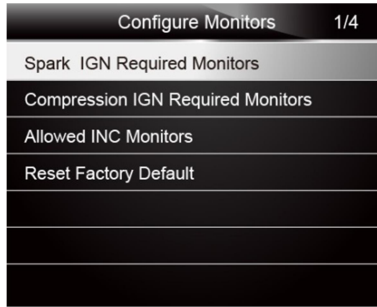 Configure Monitors 1/4
Spark IGN Required Monitors
Compression IGN Required Monitors
Allowed INC Monitors
Reset Factory Default